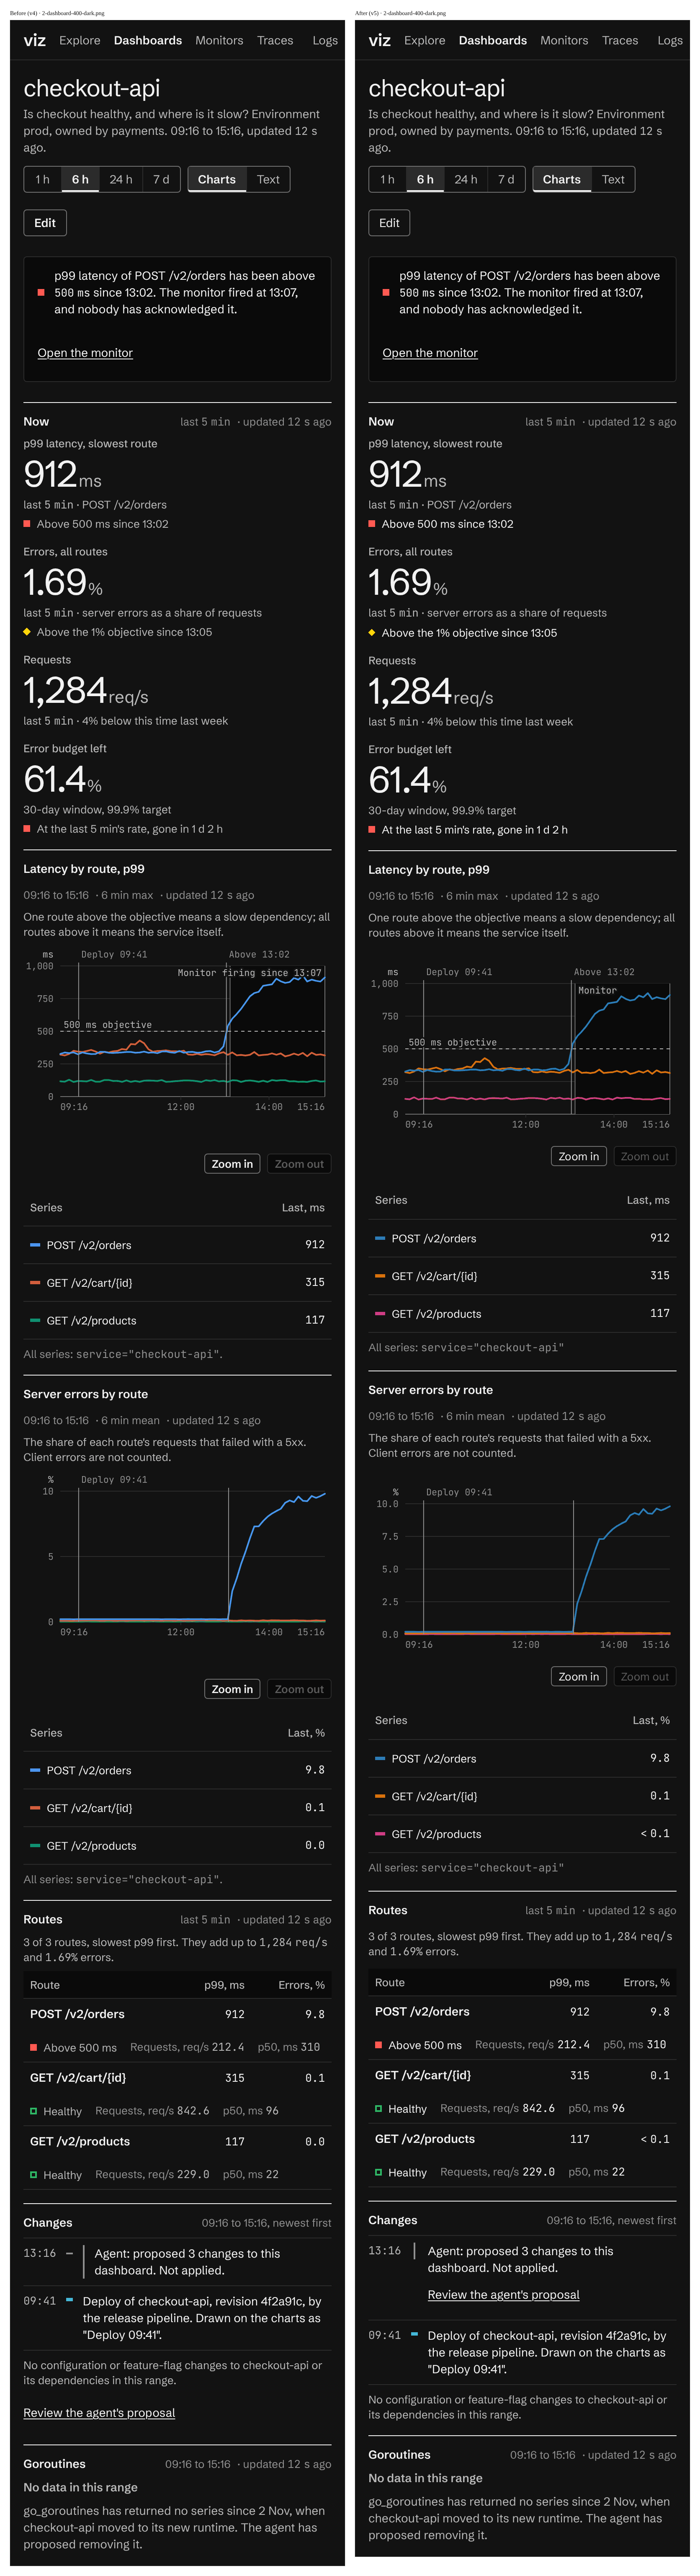 Before (v4) · 2-dashboard-400-dark.png
viz Explore Dashboards Monitors Traces Logs
checkout-api
Is checkout healthy, and where is it slow? Environment
prod, owned by payments. 09:16 to 15:16, updated 12 s
ago.
1 h 6 h 24 h 7 d Charts Text
Edit
p99 latency of POST /v2/orders has been above
500 ms since 13:02. The monitor fired at 13:07,
and nobody has acknowledged it.
Open the monitor
Now last 5 min · updated 12 s ago
p99 latency, slowest route
912ms
last 5 min · POST /v2/orders
Above 500 ms since 13:02
Errors, all routes
1.69%
last 5 min · server errors as a share of requests
Above the 1% objective since 13:05
Requests
1,284req/s
last 5 min · 4% below this time last week
Error budget left
61.4%
30-day window, 99.9% target
At the last 5 min's rate, gone in 1 d 2 h
Latency by route, p99
09:16 to 15:16 · 6 min max · updated 12 s ago
One route above the objective means a slow dependency; all
routes above it means the service itself.
ms Deploy 09:41 Above 13:02
1,000
Monitor firing since 13:07
750
500 500 ms objective
250
0
09:16 12:00 14:00 15:16
Zoom in Zoom out
Series Last, ms
POST /v2/orders 912
GET /v2/cart/{id} 315
GET /v2/products 117
All series: service="checkout-api".
Server errors by route
09:16 to 15:16 · 6 min mean · updated 12 s ago
The share of each route's requests that failed with a 5xx.
Client errors are not counted.
% Deploy 09:41
10
5
0
09:16 12:00 14:00 15:16
Zoom in Zoom out
Series Last, %
POST /v2/orders 9.8
GET /v2/cart/{id} 0.1
GET /v2/products 0.0
All series: service="checkout-api".
Routes last 5 min · updated 12 s ago
3 of 3 routes, slowest p99 first. They add up to 1,284 req/s
and 1.69% errors.
Route p99, ms Errors, %
POST /v2/orders 912 9.8
Above 500 ms Requests, req/s 212.4 p50, ms 310
GET /v2/cart/{id} 315 0.1
Healthy Requests, req/s 842.6 p50, ms 96
GET /v2/products 117 0.0
Healthy Requests, req/s 229.0 p50, ms 22
Changes 09:16 to 15:16, newest first
13:16 Agent: proposed 3 changes to this
dashboard. Not applied.
09:41 Deploy of checkout-api, revision 4f2a91c, by
the release pipeline. Drawn on the charts as
"Deploy 09:41".
No configuration or feature-flag changes to checkout-api or
its dependencies in this range.
Review the agent's proposal
Goroutines 09:16 to 15:16 · updated 12 s ago
No data in this range
go_goroutines has returned no series since 2 Nov, when
checkout-api moved to its new runtime. The agent has
proposed removing it.
After (v5) · 2-dashboard-400-dark.png
viz Explore Dashboards Monitors Traces Logs
checkout-api
Is checkout healthy, and where is it slow? Environment
prod, owned by payments. 09:16 to 15:16, updated 12 s
ago.
1 h 6 h 24 h 7 d Charts Text
Edit
p99 latency of POST /v2/orders has been above
500 ms since 13:02. The monitor fired at 13:07,
and nobody has acknowledged it.
Open the monitor
Now last 5 min · updated 12 s ago
p99 latency, slowest route
912ms
last 5 min · POST /v2/orders
Above 500 ms since 13:02
Errors, all routes
1.69%
last 5 min · server errors as a share of requests
Above the 1% objective since 13:05
Requests
1,284req/s
last 5 min · 4% below this time last week
Error budget left
61.4%
30-day window, 99.9% target
At the last 5 min's rate, gone in 1 d 2 h
Latency by route, p99
09:16 to 15:16 · 6 min max · updated 12 s ago
One route above the objective means a slow dependency; all
routes above it means the service itself.
ms Deploy 09:41 Above 13:02
1,000
Monitor
750
500 500 ms objective
250
0
09:16 12:00 14:00 15:16
Zoom in Zoom out
Series Last, ms
POST /v2/orders 912
GET /v2/cart/{id} 315
GET /v2/products 117
All series: service="checkout-api"
Server errors by route
09:16 to 15:16 · 6 min mean · updated 12 s ago
The share of each route's requests that failed with a 5xx.
Client errors are not counted.
% Deploy 09:41
10.0
7.5
5.0
2.5
0.0
09:16 12:00 14:00 15:16
Zoom in Zoom out
Series Last, %
POST /v2/orders 9.8
GET /v2/cart/{id} 0.1
GET /v2/products <0.1
All series: service="checkout-api"
Routes last 5 min · updated 12 s ago
3 of 3 routes, slowest p99 first. They add up to 1,284 req/s
and 1.69% errors.
Route p99, ms Errors, %
POST /v2/orders 912 9.8
Above 500 ms Requests, req/s 212.4 p50, ms 310
GET /v2/cart/{id} 315 0.1
Healthy Requests, req/s 842.6 p50, ms 96
GET /v2/products 117 <0.1
Healthy Requests, req/s 229.0 p50, ms 22
Changes 09:16 to 15:16, newest first
13:16 Agent: proposed 3 changes to this
dashboard. Not applied.
Review the agent's proposal
09:41 Deploy of checkout-api, revision 4f2a91c, by
the release pipeline. Drawn on the charts as
"Deploy 09:41".
No configuration or feature-flag changes to checkout-api or
its dependencies in this range.
Goroutines 09:16 to 15:16 · updated 12 s ago
No data in this range
go_goroutines has returned no series since 2 Nov, when
checkout-api moved to its new runtime. The agent has
proposed removing it.